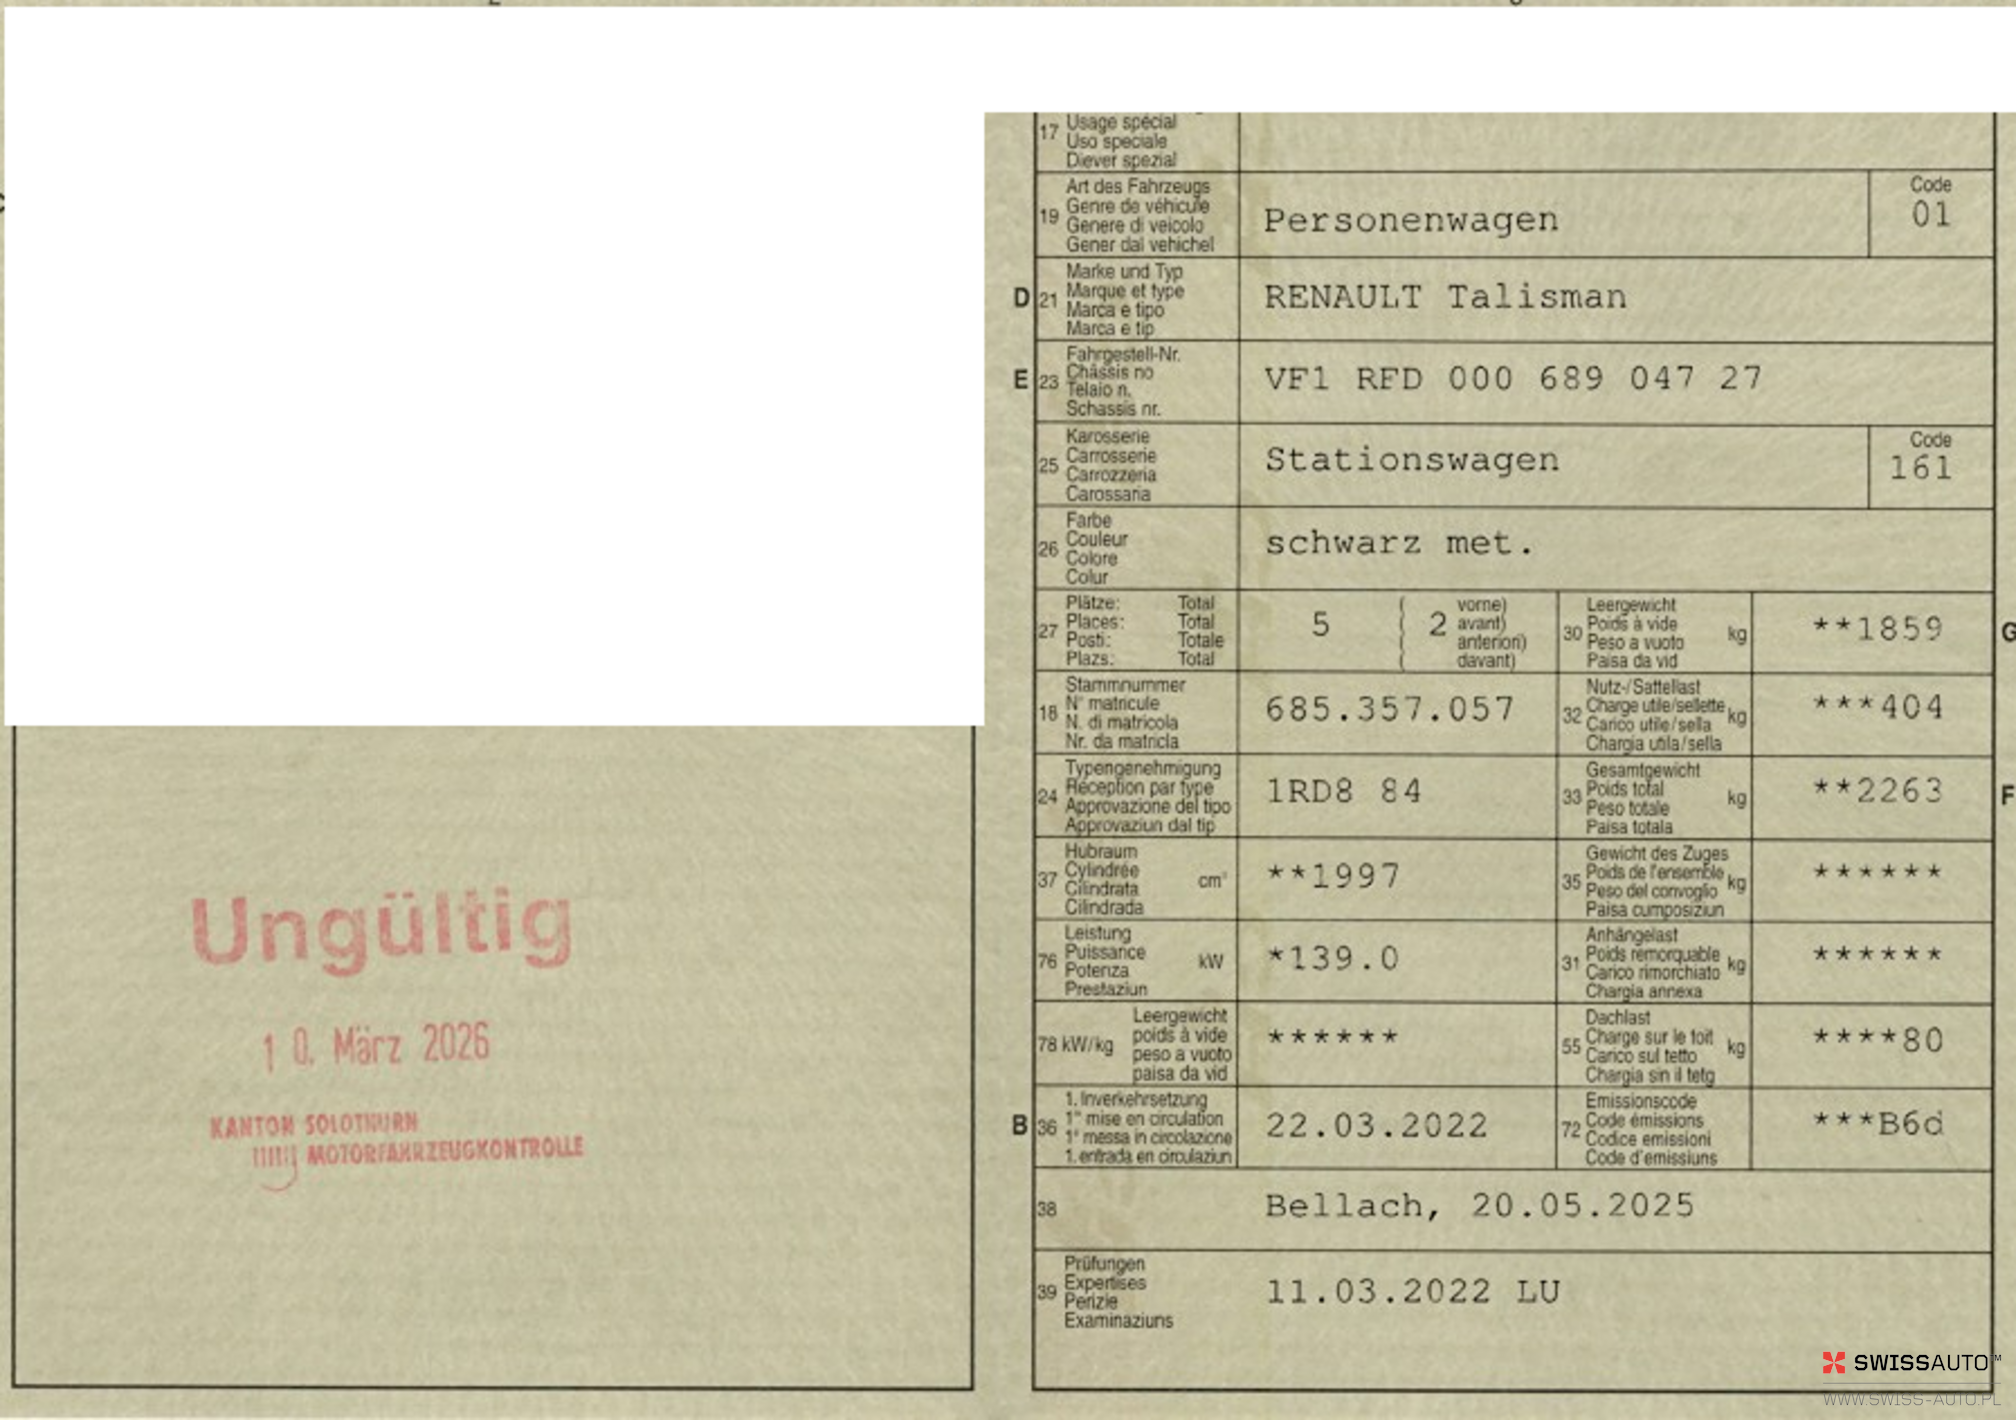 Ungültig
10. März 2026
KANTON SOLOTHURN
MOTORFAHRZEUGKONTROLLE
17
Usage spécial
Uso speciale
Diever spezial
19
Art des Fahrzeugs
Genre de véhicule
Genere di veicolo
Gener dal vehichel
Personenwagen
Code
01
D 21
Marke und Typ
Marque et type
Marca e tipo
Marca e tip
RENAULT Talisman
E 23
Fahrgestell-Nr.
Châssis no
Telaio n.
Schassis nr.
VF1 RFD 000 689 047 27
25
Karosserie
Carrosserie
Carrozzeria
Carossaria
Stationswagen
Code
161
26
Farbe
Couleur
Colore
Colur
schwarz met.
27
Plätze: Total
Places: Total
Posti: Totale
Plazs: Total
5
( vorne)
( 2 avant)
( anteriori)
( davant)
30
Leergewicht
Poids à vide
Peso a vuoto
Paisa da vid
kg
**1859
G
18
Stammnummer
N° matricule
N. di matricola
Nr. da matricla
685.357.057
32
Nutz-/Sattellast
Charge utile/sellette
Carico utile/sella
Chargia utila/sella
kg
***404
24
Typengenehmigung
Réception par type
Approvazione del tipo
Approvaziun dal tip
1RD8 84
33
Gesamtgewicht
Poids total
Peso totale
Paisa totala
kg
**2263
F
37
Hubraum
Cylindrée
Cilindrata
Cilindrada
cm³
**1997
35
Gewicht des Zuges
Poids de l'ensemble
Peso del convoglio
Paisa cumposiziun
kg
******
76
Leistung
Puissance
Potenza
Prestaziun
kW
*139.0
31
Anhängelast
Poids remorquable
Carico rimorchiato
Chargia annexa
kg
******
78 kW/kg
Leergewicht
poids à vide
peso a vuoto
paisa da vid
******
55
Dachlast
Charge sur le toit
Carico sul tetto
Chargia sin il tetg
kg
****80
B 36
1. Inverkehrsetzung
1re mise en circulation
1a messa in circolazione
1. entrada en circulaziun
22.03.2022
72
Emissionscode
Code émissions
Codice emissioni
Code d'emissiuns
***B6d
38
Bellach, 20.05.2025
39
Prüfungen
Expertises
Perizie
Examinaziuns
11.03.2022 LU
SWISSAUTO™
WWW.SWISS-AUTO.PL